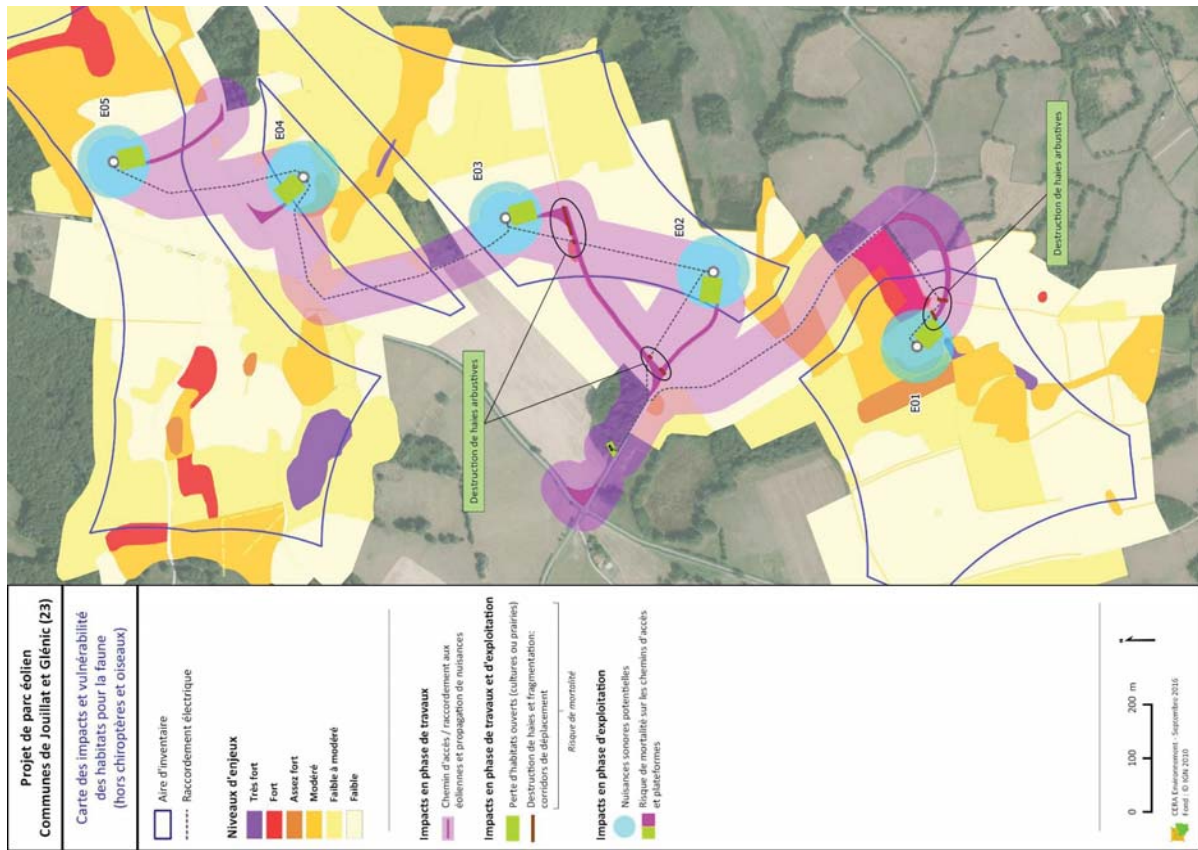 Projet de parc éolien
Communes de Jouillat et Glénic (23)
Carte des impacts et vulnérabilité
des habitats pour la faune
(hors chiroptères et oiseaux)
Aire d'inventaire
Raccordement électrique
Niveaux d'enjeux
Très fort
Fort
Assez fort
Modéré
Faible à modéré
Faible
Impacts en phase de travaux
Chemin d'accès / raccordement aux
éoliennes et propagation de nuisances
Impacts en phase de travaux et d'exploitation
Perte d'habitats ouverts (cultures ou prairies)
Destruction de haies et fragmentation:
corridors de déplacement
Risque de mortalité
Impacts en phase d'exploitation
Nuisances sonores potentielles
Risque de mortalité sur les chemins d'accès
et plateformes
0 100 200 m
CERA Environnement - Septembre 2016
Fond : © IGN 2010
E05
E04
E03
E02
E01
Destruction de haies arbustives
Destruction de haies arbustives